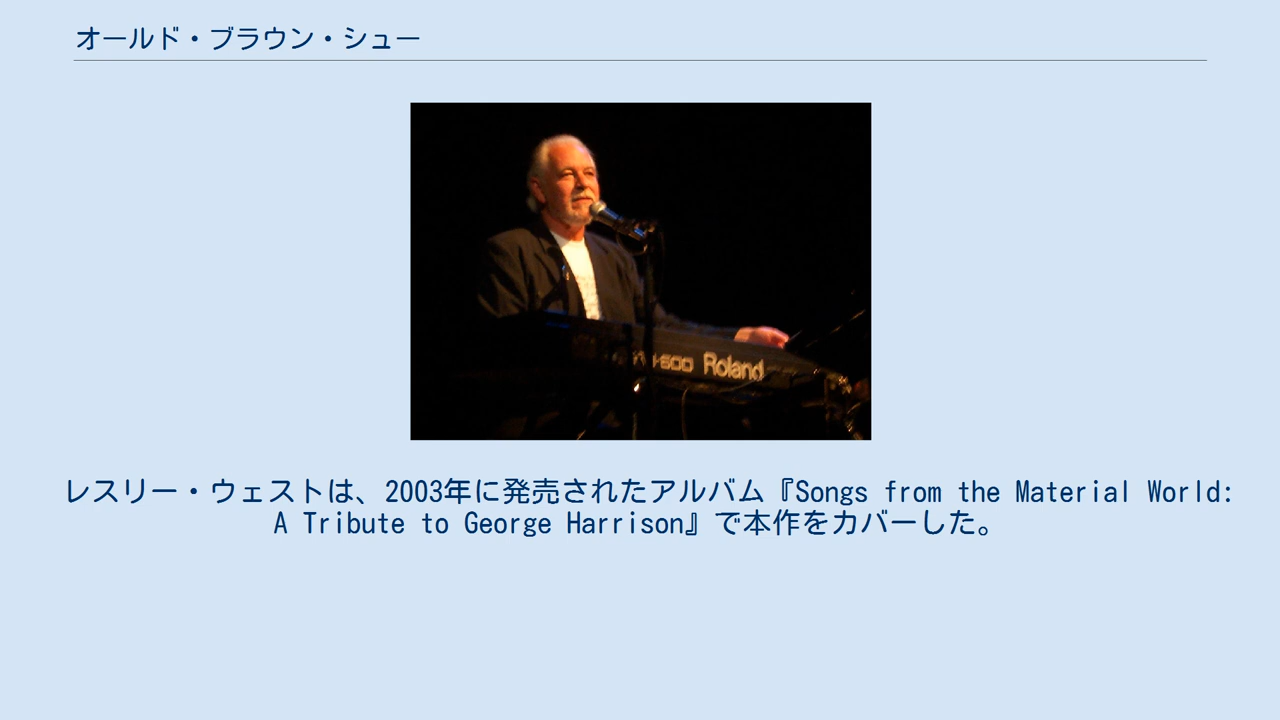 オールド・ブラウン・シュー
Roland
レスリー・ウェストは、2003年に発売されたアルバム『Songs from the Material World:
A Tribute to George Harrison』で本作をカバーした。